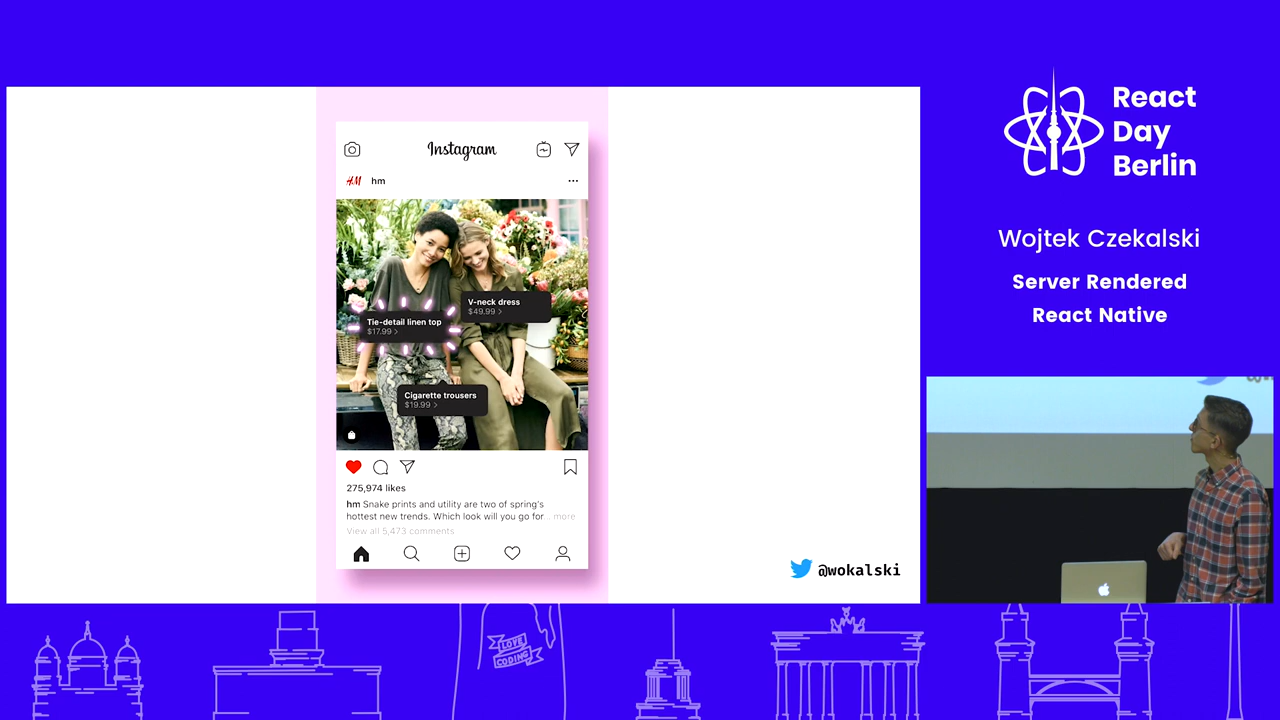 Instagram
H&M hm
V-neck dress
$49.99 >
Tie-detail linen top
$17.99 >
Cigarette trousers
$19.99 >
275,974 likes
hm Snake prints and utility are two of spring's
hottest new trends. Which look will you go for... more
View all 5,473 comments
@wokalski
React
Day
Berlin
Wojtek Czekalski
Server Rendered
React Native
LOVE
CODING